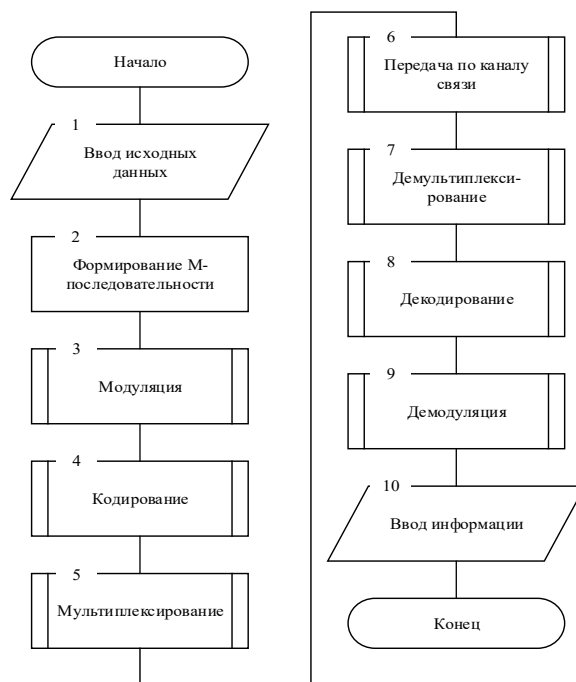 Начало
1
Ввод исходных
данных
2
Формирование М-
последовательности
3
Модуляция
4
Кодирование
5
Мультиплексирование
6
Передача по каналу
связи
7
Демультиплекси-
рование
8
Декодирование
9
Демодуляция
10
Ввод информации
Конец